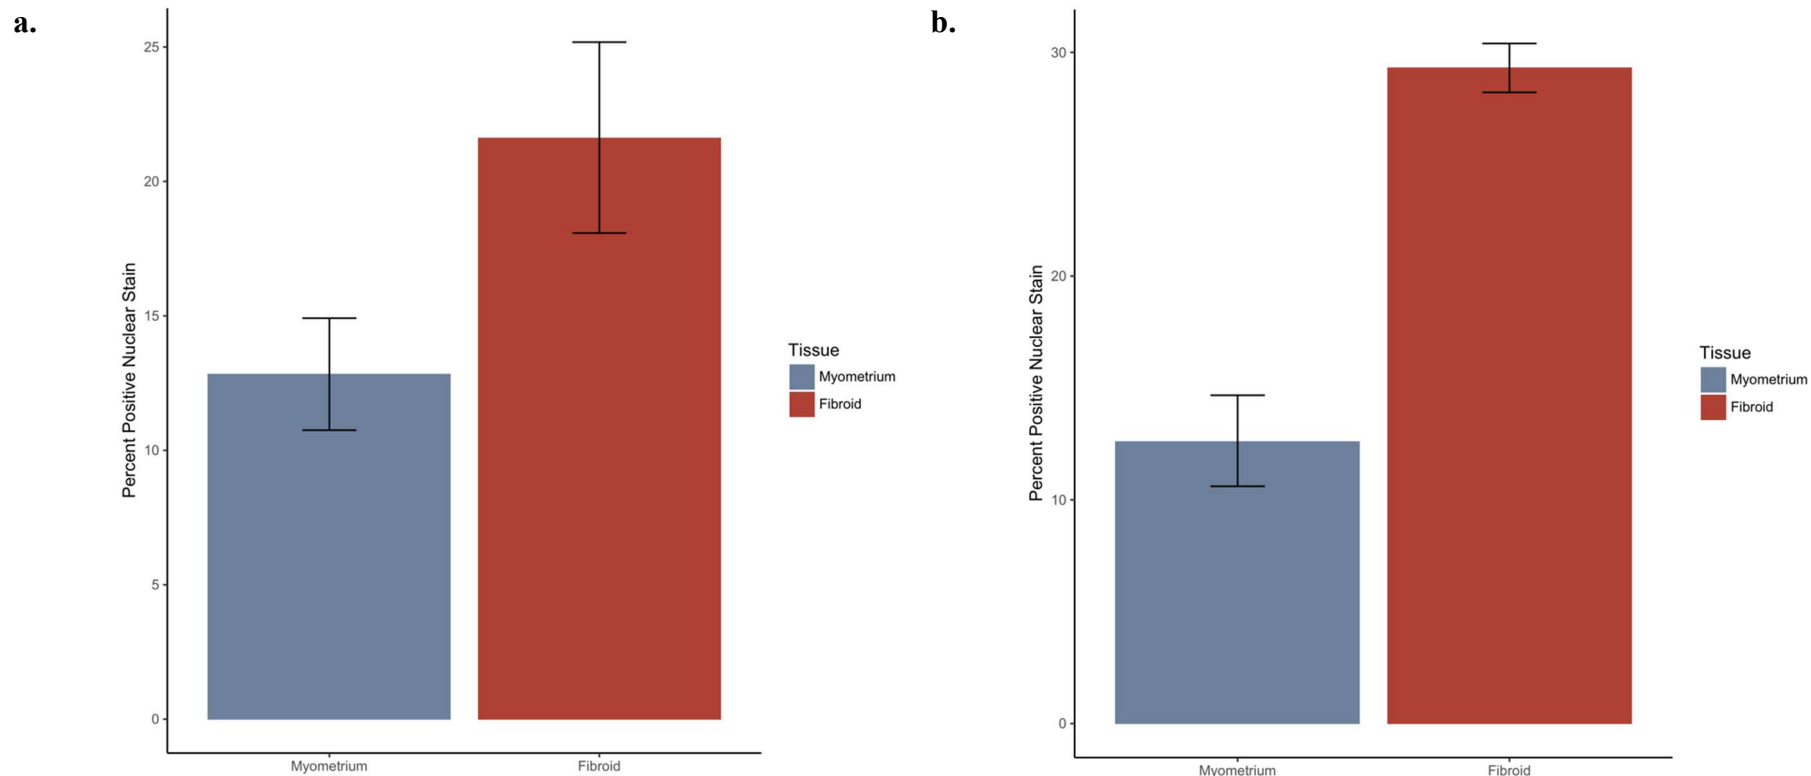 a.
Percent Positive Nuclear Stain
25
20
15
10
5
0
Myometrium
Fibroid
Tissue
Myometrium
Fibroid
b.
Percent Positive Nuclear Stain
30
20
10
0
Myometrium
Fibroid
Tissue
Myometrium
Fibroid